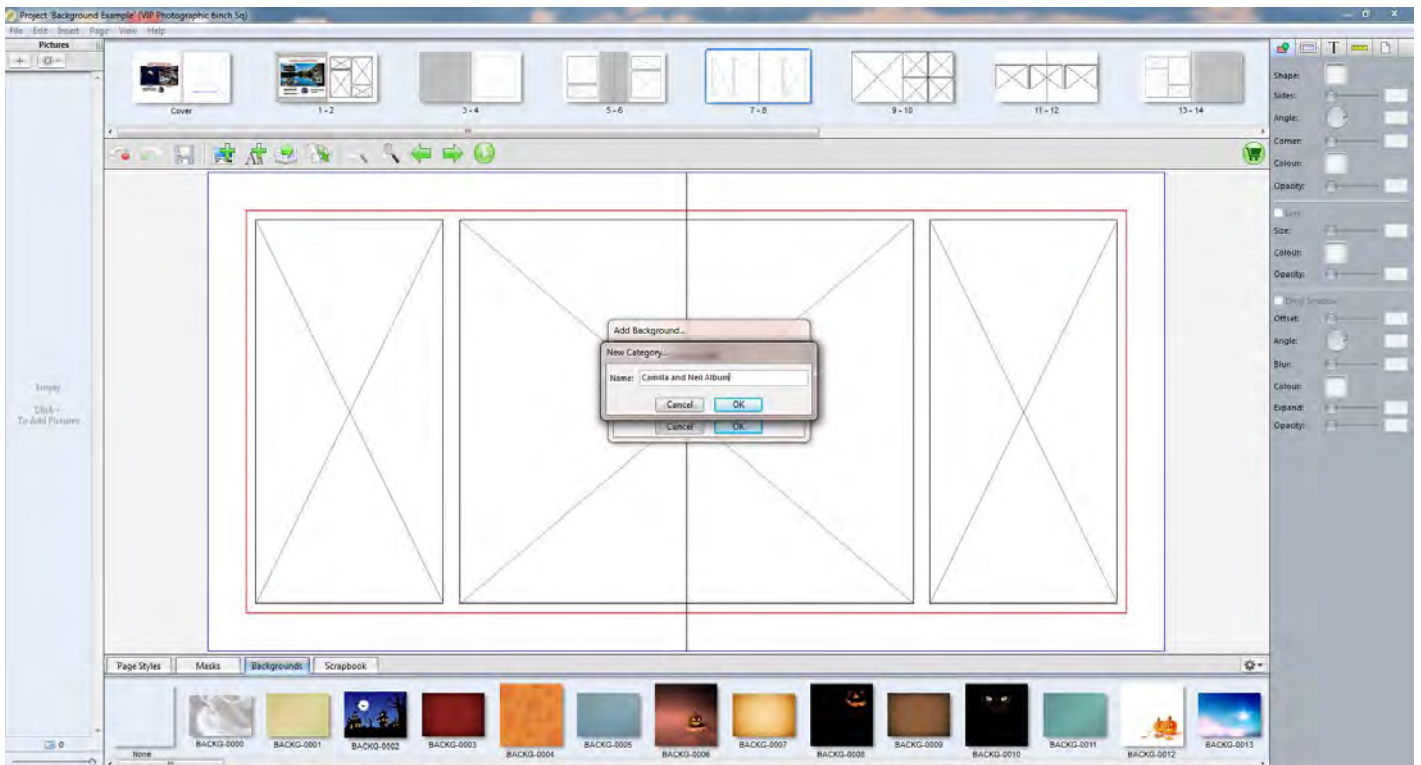 Project 'Background Example' (VIP Photographic 6inch Sq)
File Edit Insert Page View Help
Pictures
Cover
1 - 2
3 - 4
5 - 6
7 - 8
9 - 10
11 - 12
13 - 14
Shape:
Sides:
Angle:
Corner:
Colour:
Opacity:
Line
Size:
Colour:
Opacity:
Drop Shadow
Offset:
Angle:
Blur:
Colour:
Expand:
Opacity:
Empty
Click +
To Add Pictures
Add Background...
New Category...
Name: Camilla and Neil Album
Cancel OK
Cancel OK
Page Styles Masks Backgrounds Scrapbook
None
BACKG-0000
BACKG-0001
BACKG-0002
BACKG-0003
BACKG-0004
BACKG-0005
BACKG-0006
BACKG-0007
BACKG-0008
BACKG-0009
BACKG-0010
BACKG-0011
BACKG-0012
BACKG-0013
0